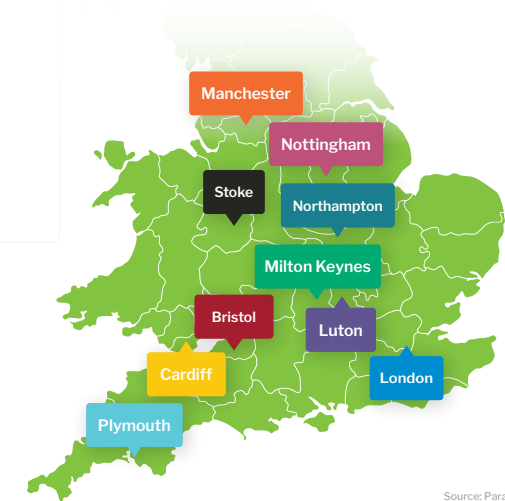 Manchester
Nottingham
Stoke
Northampton
Milton Keynes
Bristol
Luton
Cardiff
London
Plymouth
Source: Para